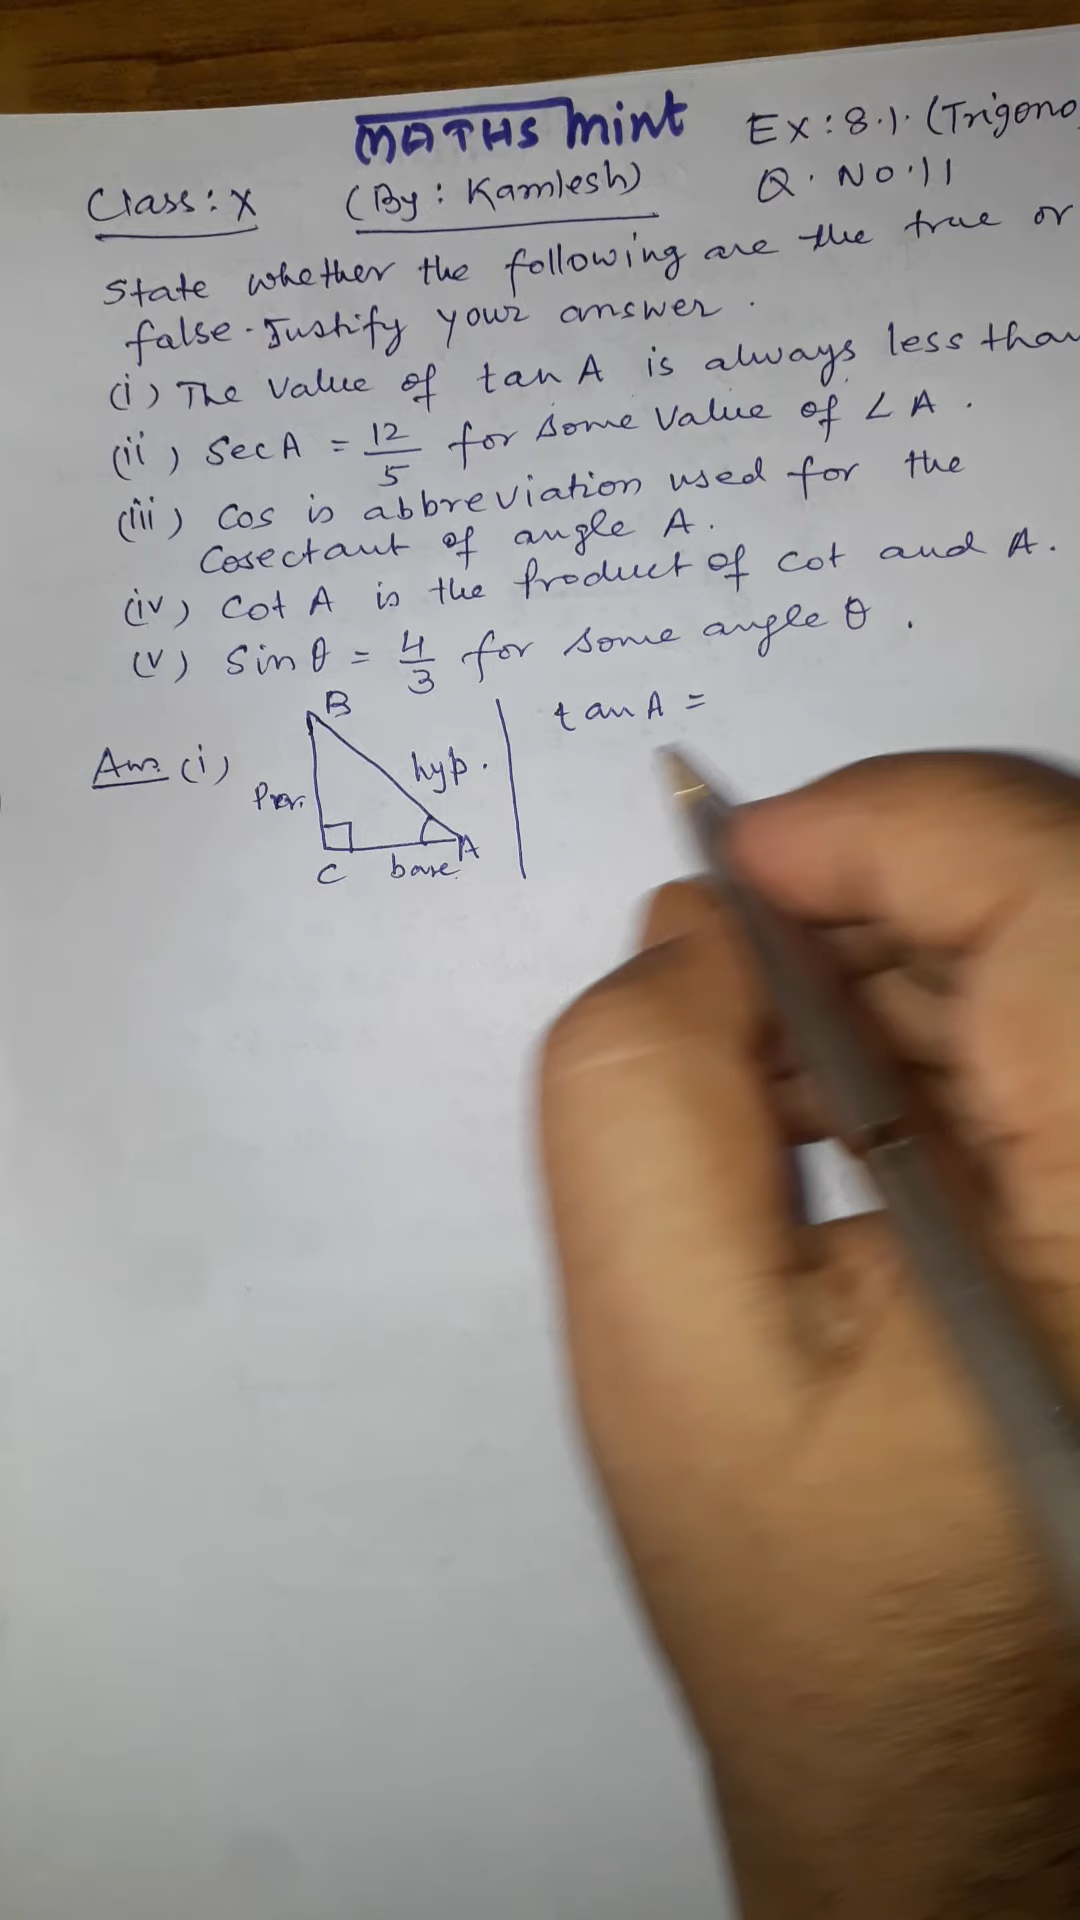 MATHS Mint
Ex: 8.1. (Trigono
Class: X
(By: Kamlesh)
Q. No. 11
State whether the following are the true or
false. Justify your answer.
(i) The value of tan A is always less than
(ii) Sec A = 12/5 for some value of ∠A.
(iii) Cos is abbreviation used for the
Cosectant of angle A.
(iv) Cot A is the product of cot and A.
(v) Sin θ = 4/3 for some angle θ.
Ans. (i)
B
tan A =
hyp.
Per.
A
C
base